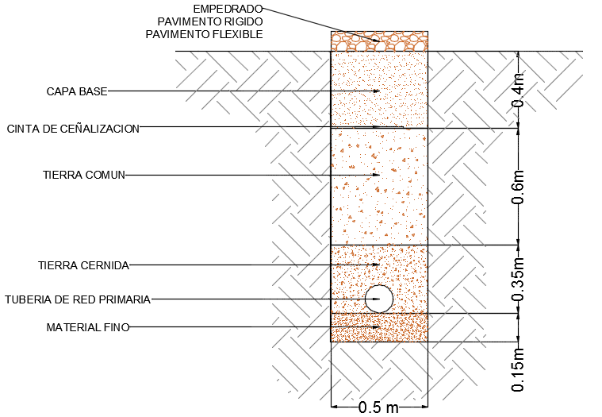 EMPEDRADO
PAVIMENTO RIGIDO
PAVIMENTO FLEXIBLE
CAPA BASE
0.4m
CINTA DE CEÑALIZACION
TIERRA COMUN
0.6m
TIERRA CERNIDA
0.35m
TUBERIA DE RED PRIMARIA
MATERIAL FINO
0.15m
0.5 m